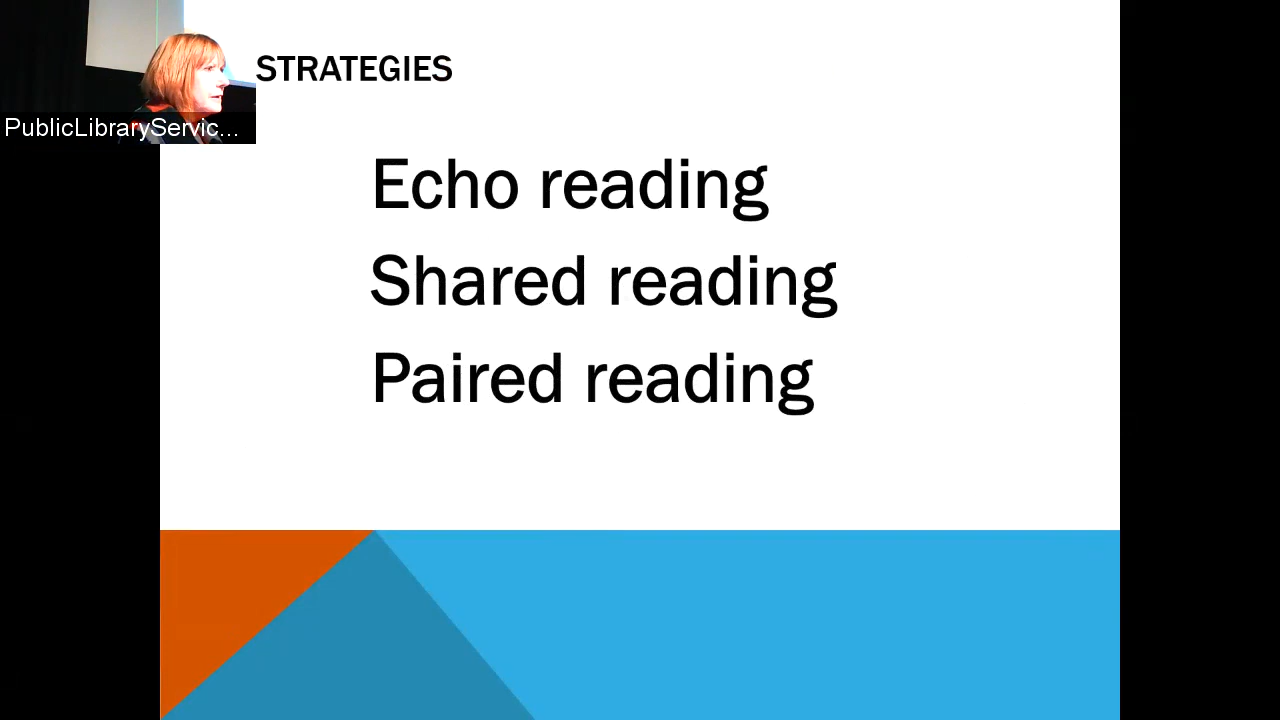 STRATEGIES
PublicLibraryServic...
Echo reading
Shared reading
Paired reading